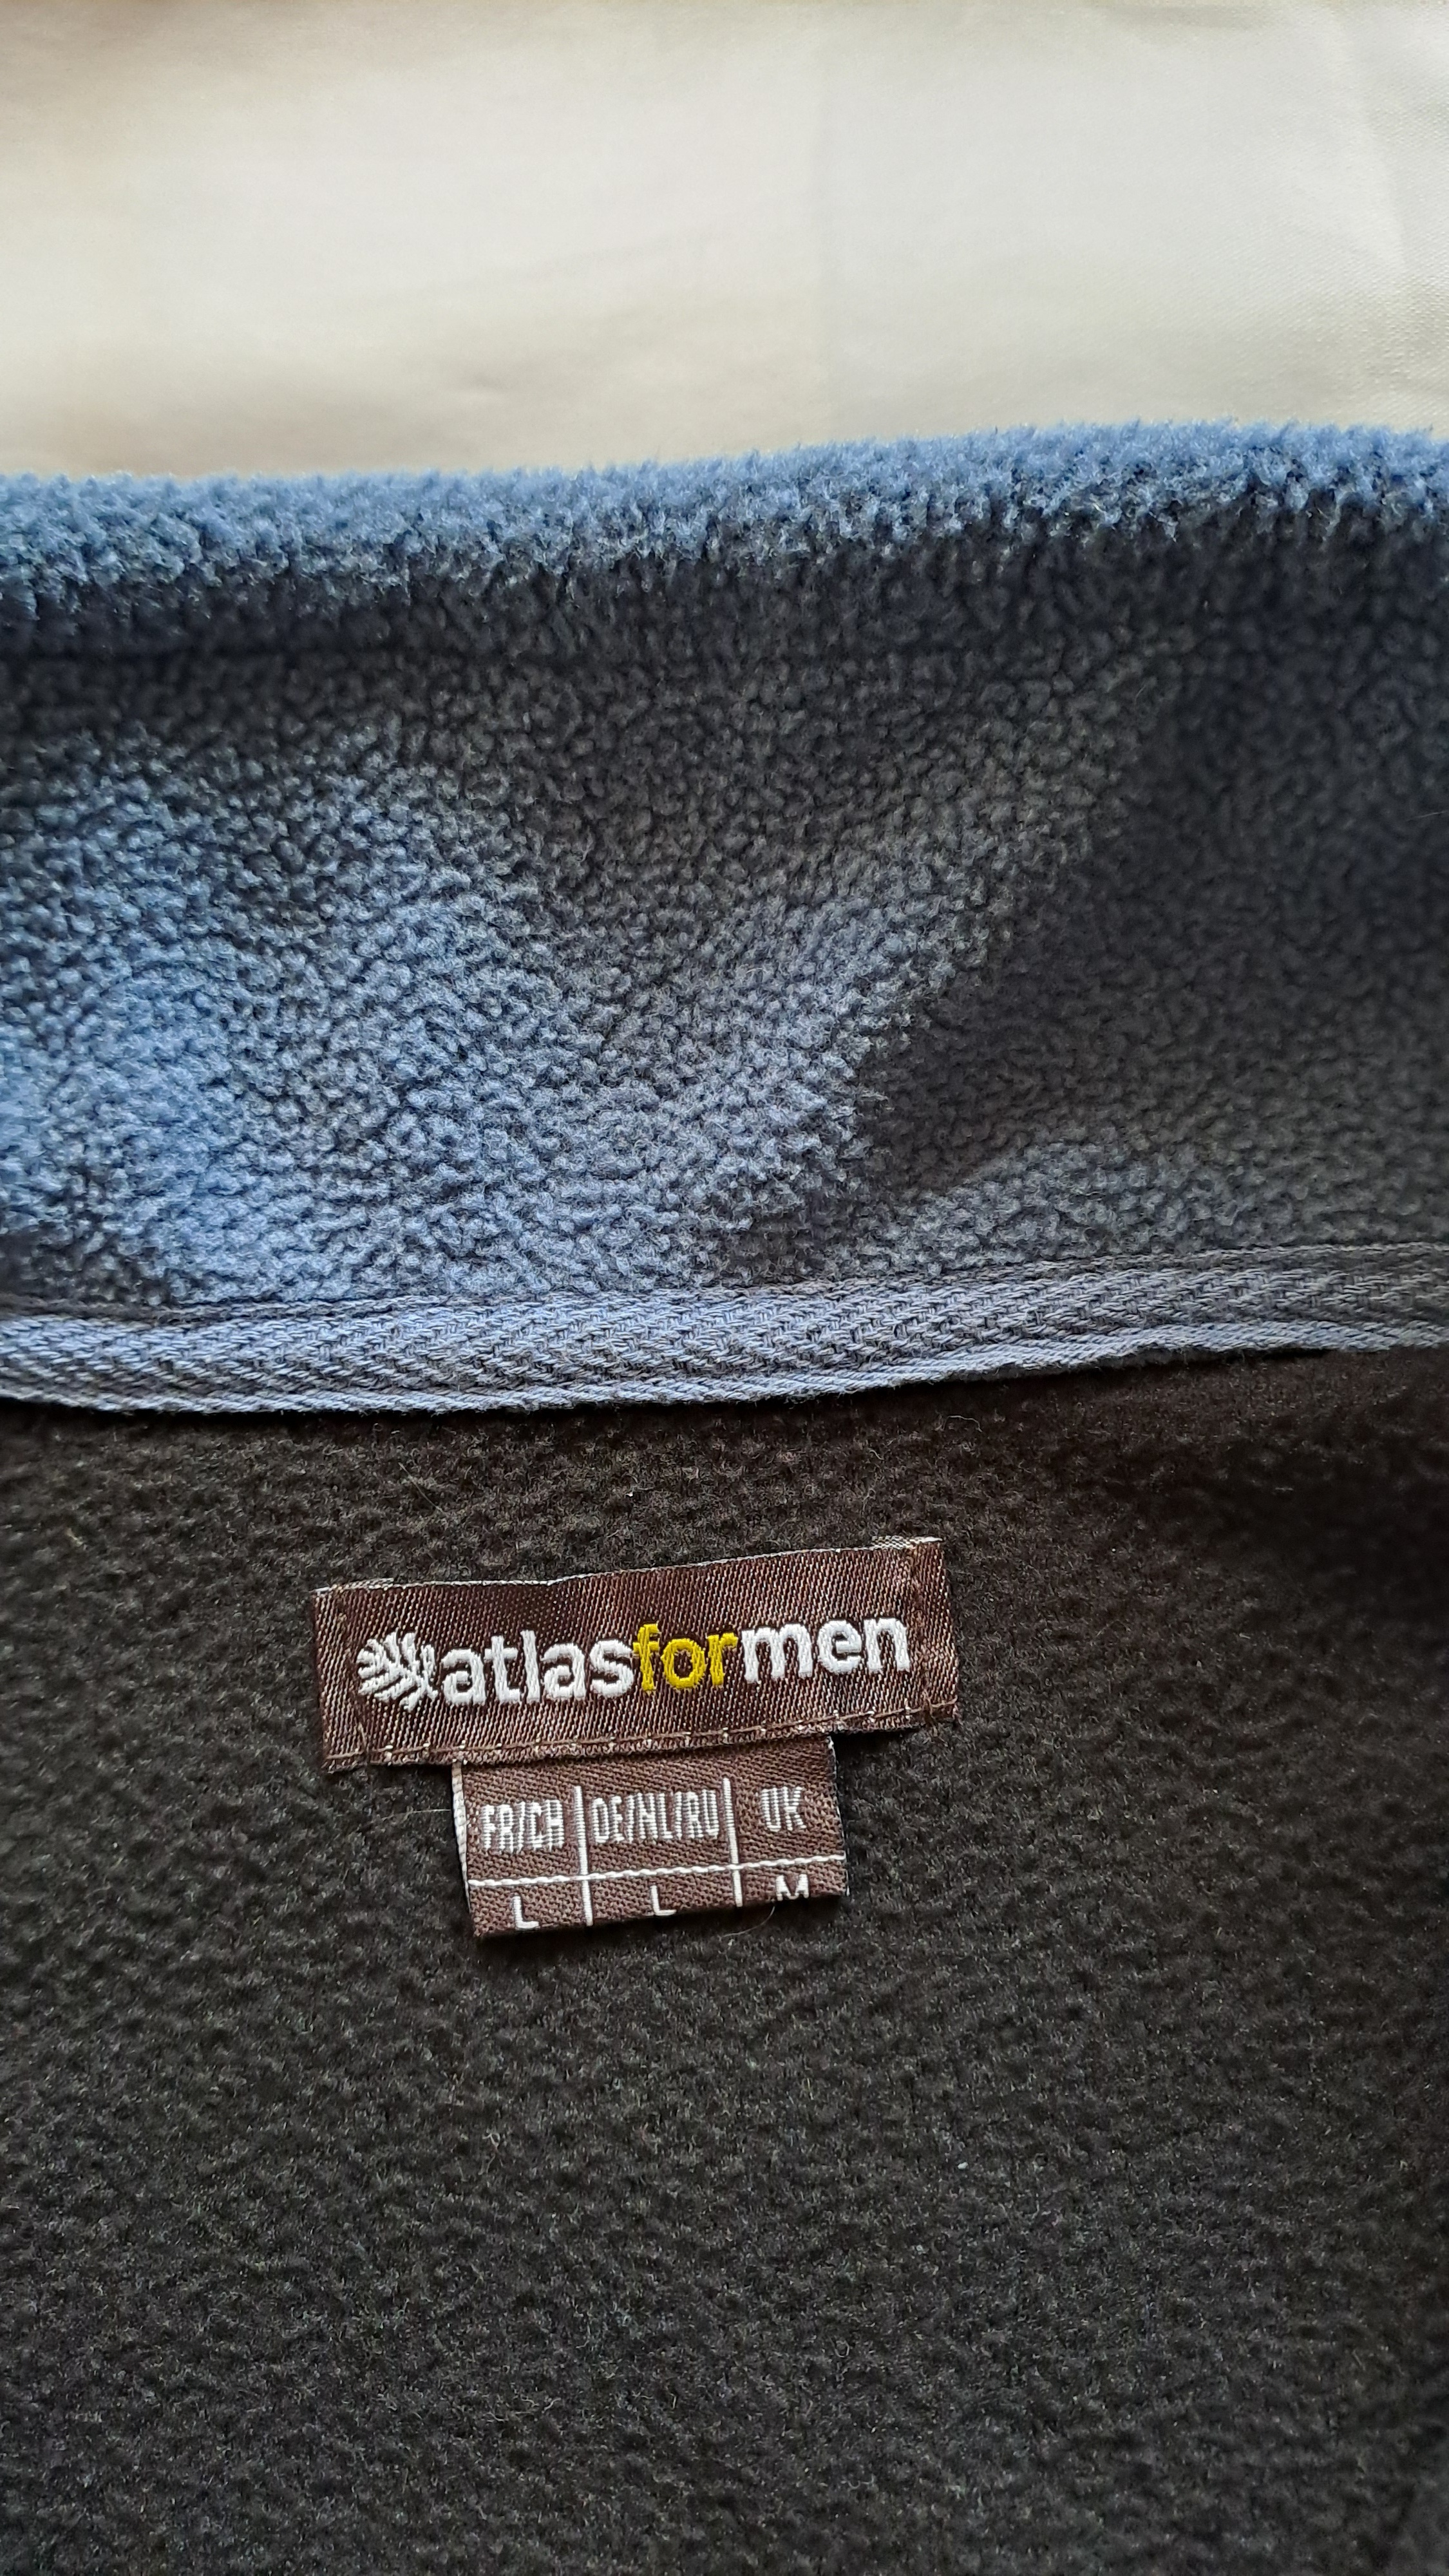 atlasformen
FR/CH DE/NL/RU UK
L L M